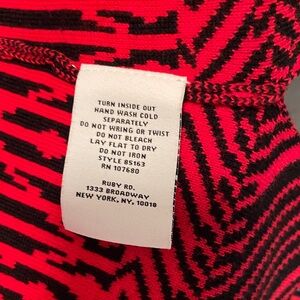 TURN INSIDE OUT
HAND WASH COLD
SEPARATELY
DO NOT WRING OR TWIST
DO NOT BLEACH
LAY FLAT TO DRY
DO NOT IRON
STYLE 85163
RN 107680
RUBY RD.
1333 BROADWAY
NEW YORK, NY. 10018